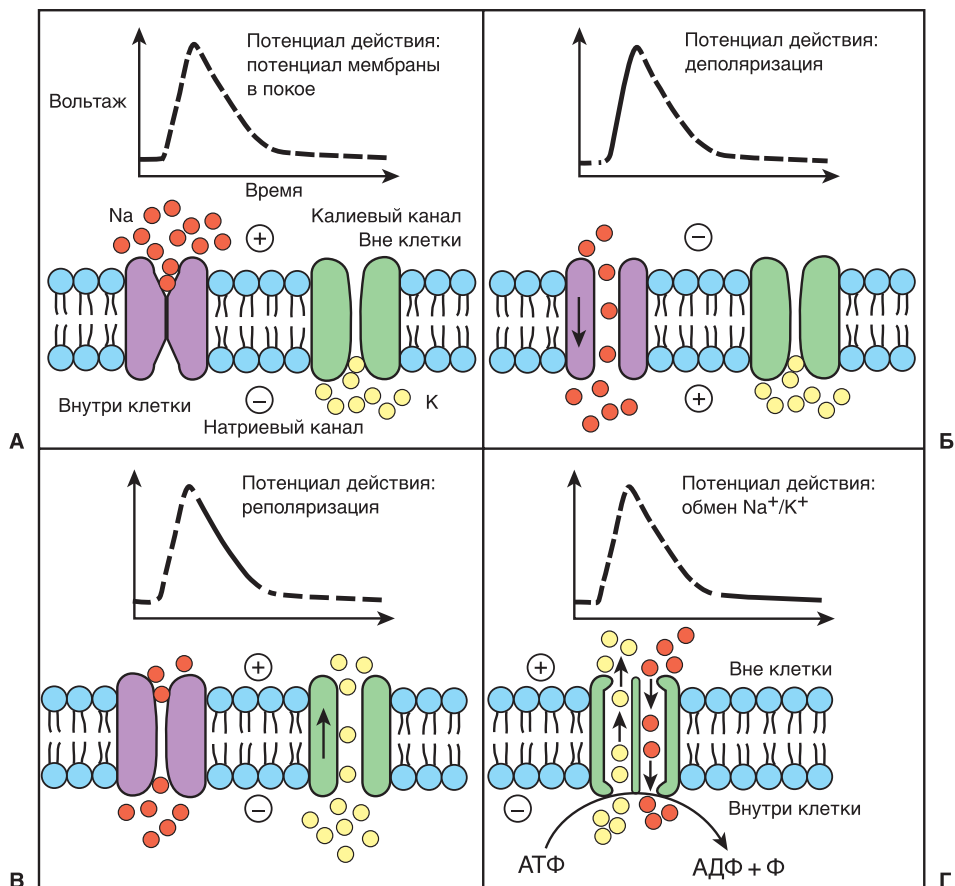 Потенциал действия:
потенциал мембраны
в покое
Вольтаж
Время
Na
+
Калиевый канал
Вне клетки
Внутри клетки
−
K
Натриевый канал
А
Потенциал действия:
деполяризация
−
+
Б
Потенциал действия:
реполяризация
+
−
В
Потенциал действия:
обмен Na⁺/K⁺
+
Вне клетки
−
Внутри клетки
АТФ
АДФ + Ф
Г